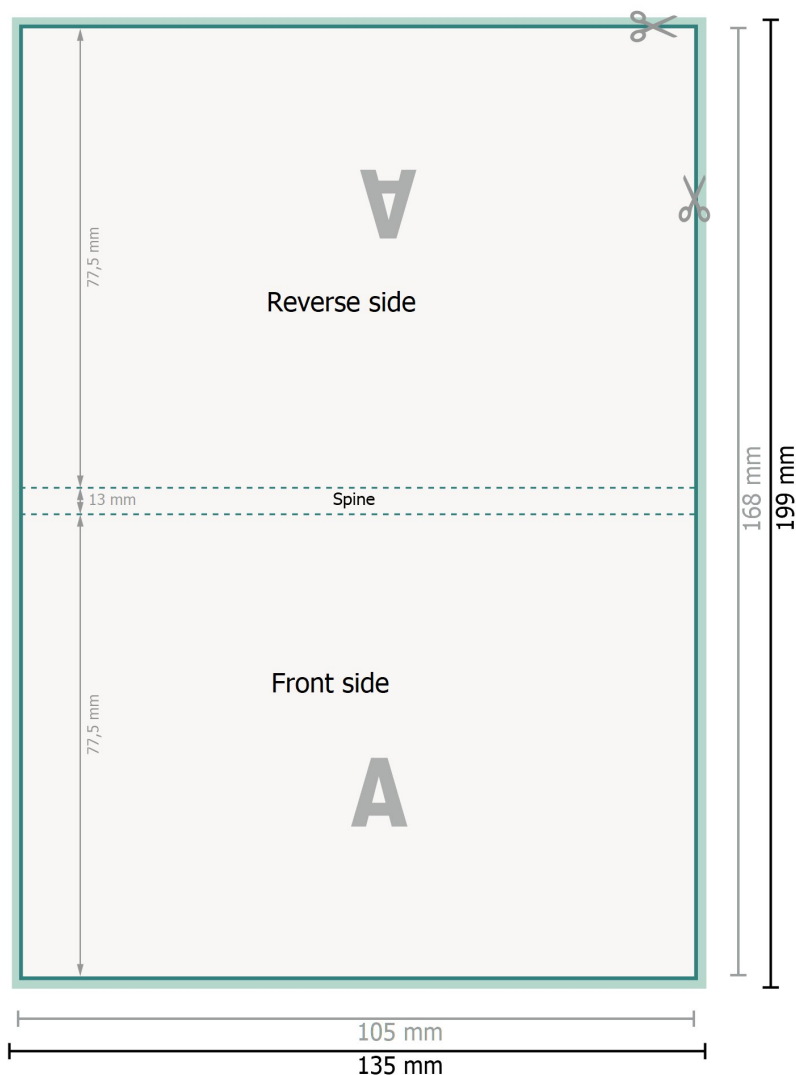 A
77,5 mm
Reverse side
13 mm
Spine
168 mm
199 mm
Front side
77,5 mm
A
105 mm
135 mm